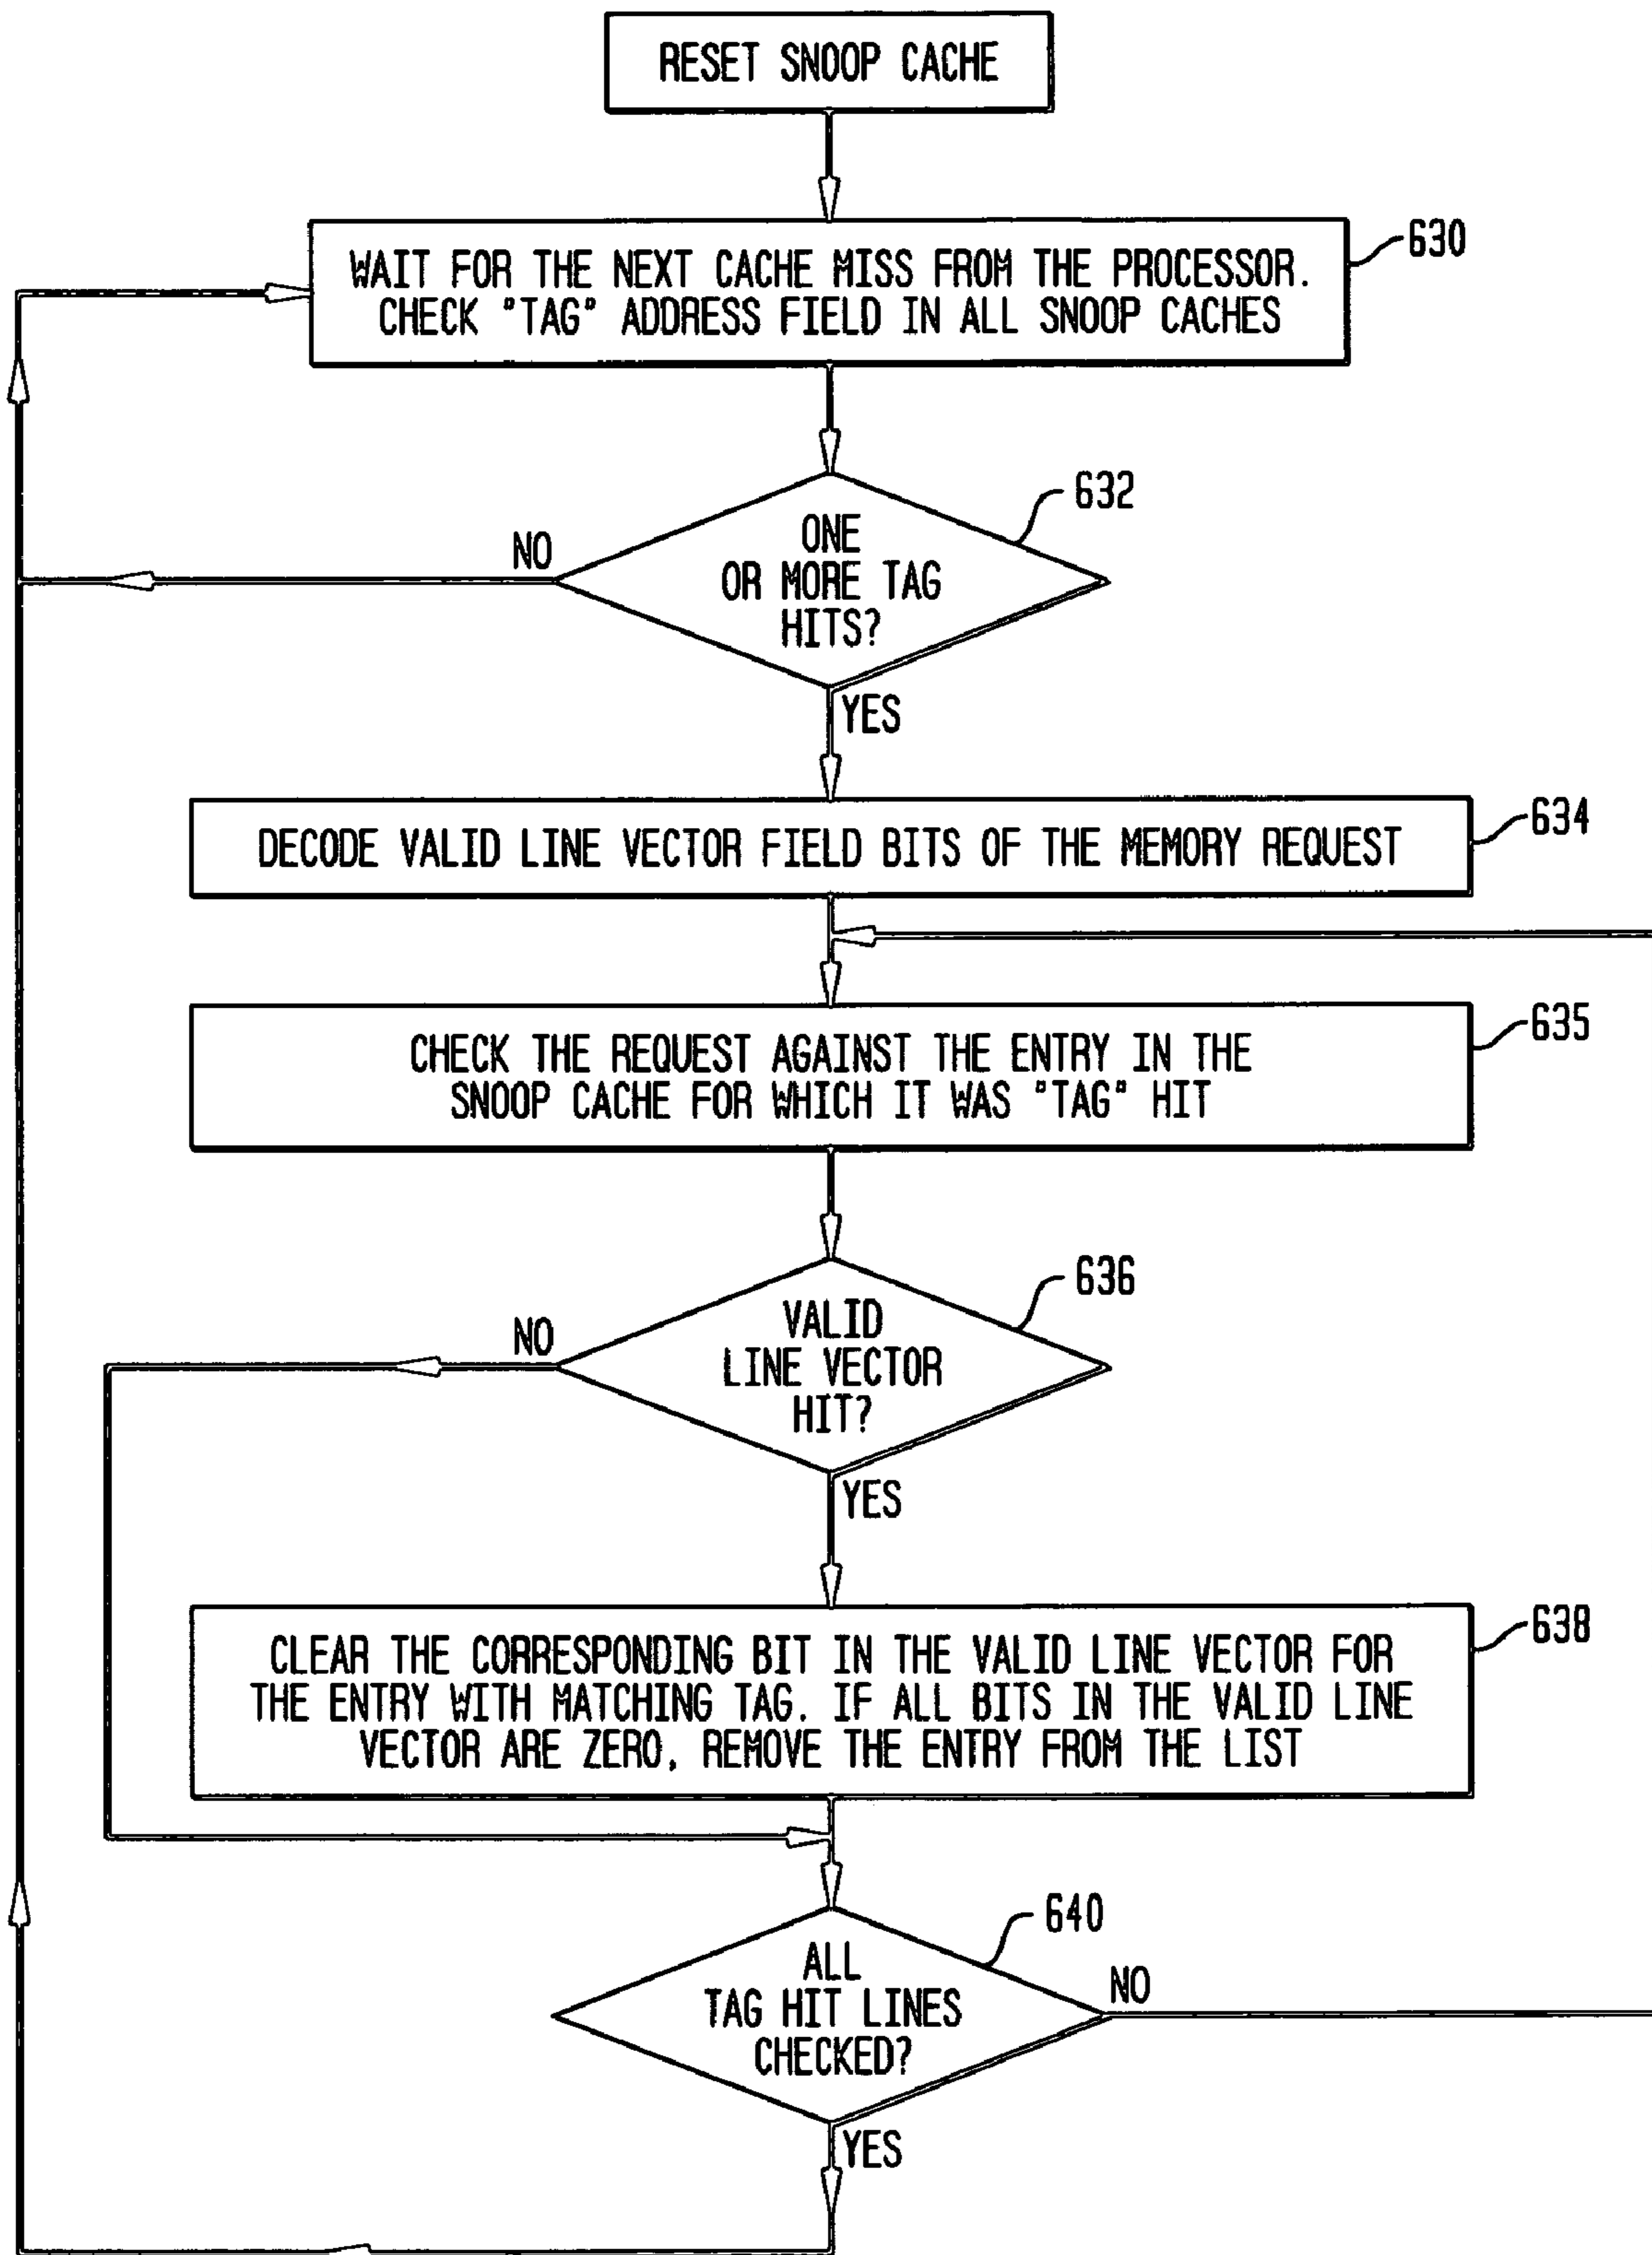 RESET SNOOP CACHE
WAIT FOR THE NEXT CACHE MISS FROM THE PROCESSOR.
CHECK "TAG" ADDRESS FIELD IN ALL SNOOP CACHES
630
ONE
OR MORE TAG
HITS?
632
NO
YES
DECODE VALID LINE VECTOR FIELD BITS OF THE MEMORY REQUEST
634
CHECK THE REQUEST AGAINST THE ENTRY IN THE
SNOOP CACHE FOR WHICH IT WAS "TAG" HIT
635
VALID
LINE VECTOR
HIT?
636
NO
YES
CLEAR THE CORRESPONDING BIT IN THE VALID LINE VECTOR FOR
THE ENTRY WITH MATCHING TAG. IF ALL BITS IN THE VALID LINE
VECTOR ARE ZERO, REMOVE THE ENTRY FROM THE LIST
638
ALL
TAG HIT LINES
CHECKED?
640
NO
YES